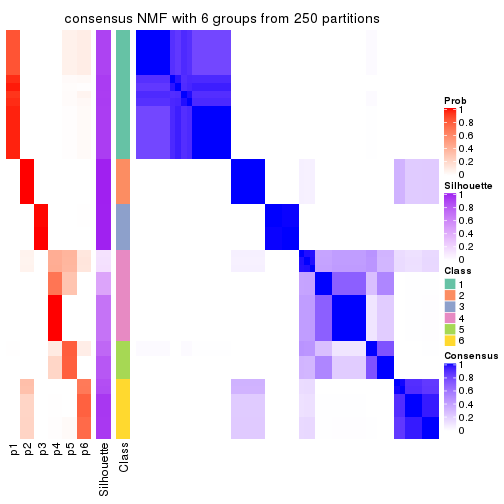 consensus NMF with 6 groups from 250 partitions
Prob
1
0.8
0.6
0.4
0.2
0
Silhouette
1
0.8
0.6
0.4
0.2
0
Class
1
2
3
4
5
6
Consensus
1
0.8
0.6
0.4
0.2
0
p1
p2
p3
p4
p5
p6
Silhouette
Class